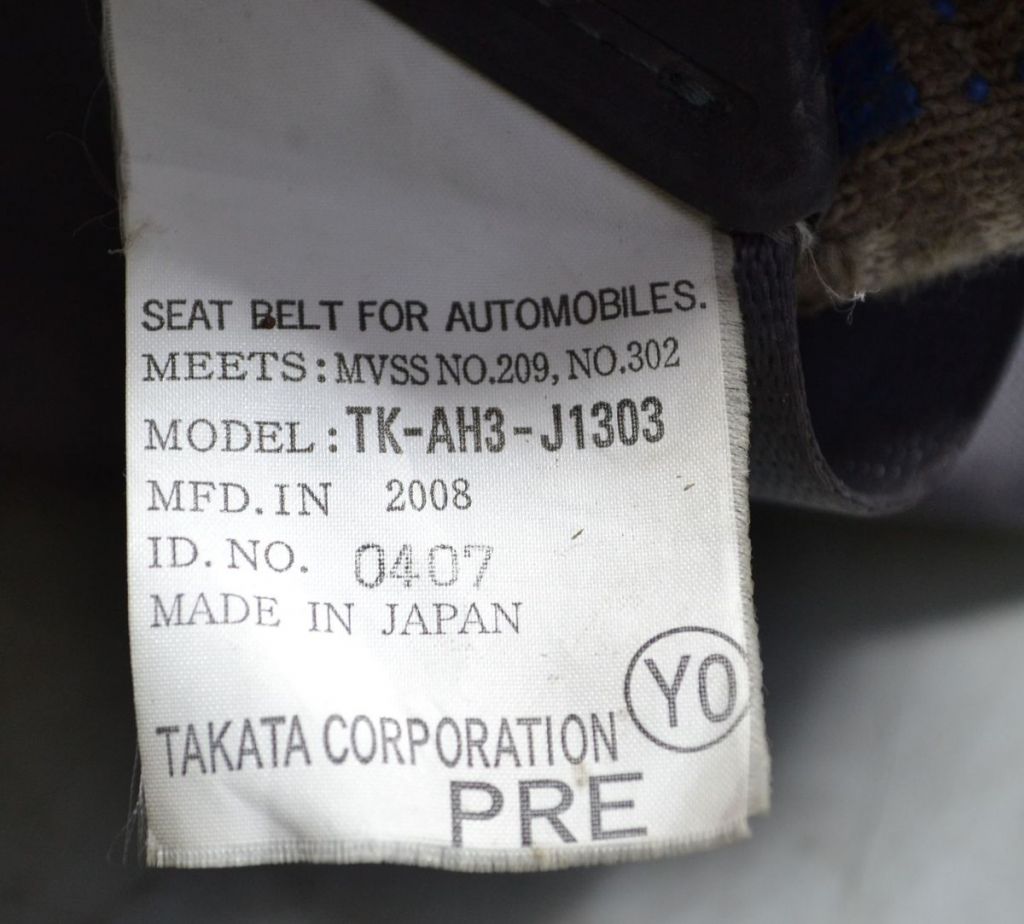 SEAT BELT FOR AUTOMOBILES.
MEETS: MVSS NO.209, NO.302
MODEL: TK-AH3-J1303
MFD. IN 2008
ID. NO. 0407
MADE IN JAPAN
YO
TAKATA CORPORATION
PRE